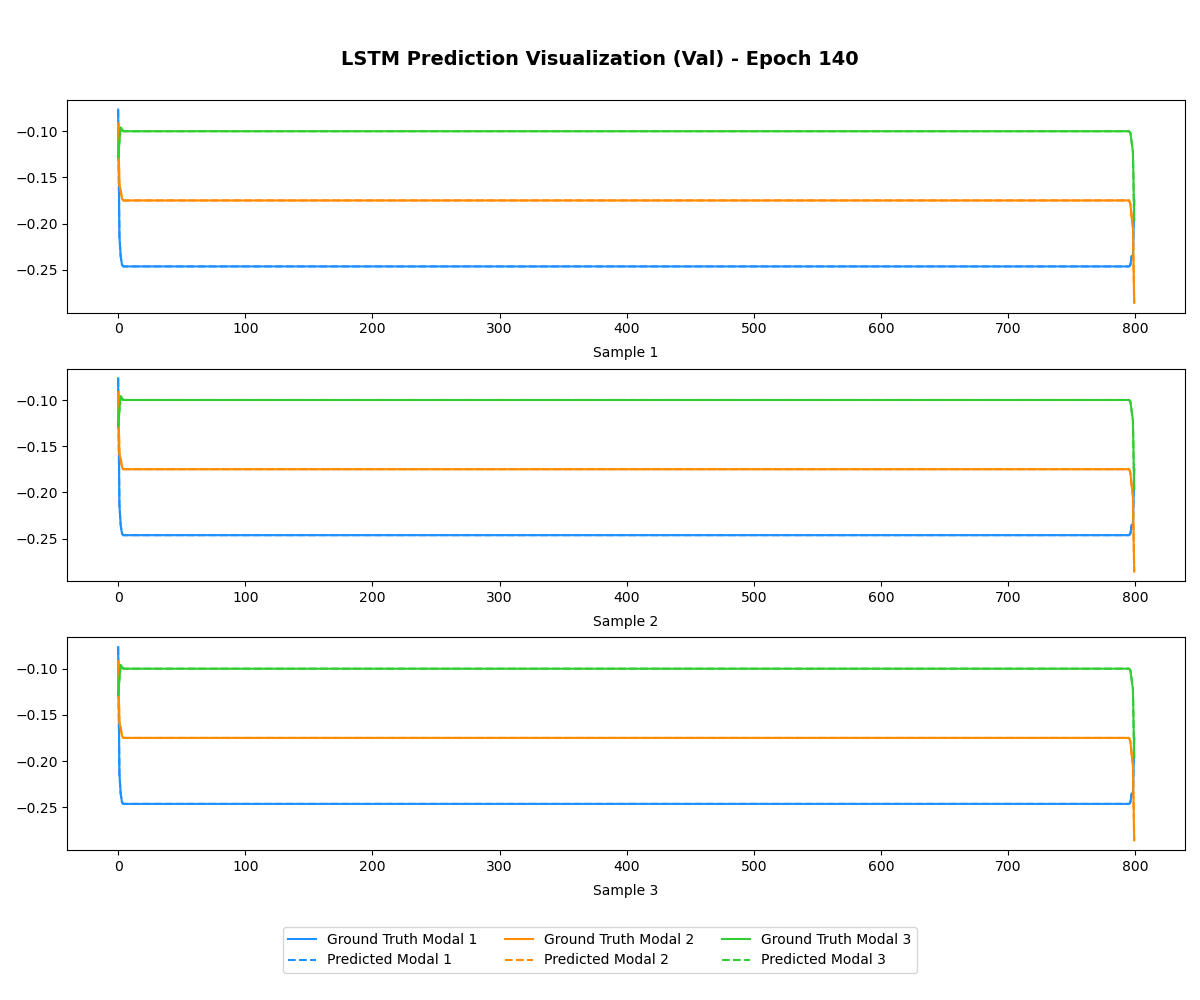 LSTM Prediction Visualization (Val) - Epoch 140
−0.10
−0.15
−0.20
−0.25
0 100 200 300 400 500 600 700 800
Sample 1
−0.10
−0.15
−0.20
−0.25
0 100 200 300 400 500 600 700 800
Sample 2
−0.10
−0.15
−0.20
−0.25
0 100 200 300 400 500 600 700 800
Sample 3
Ground Truth Modal 1 Ground Truth Modal 2 Ground Truth Modal 3
Predicted Modal 1 Predicted Modal 2 Predicted Modal 3